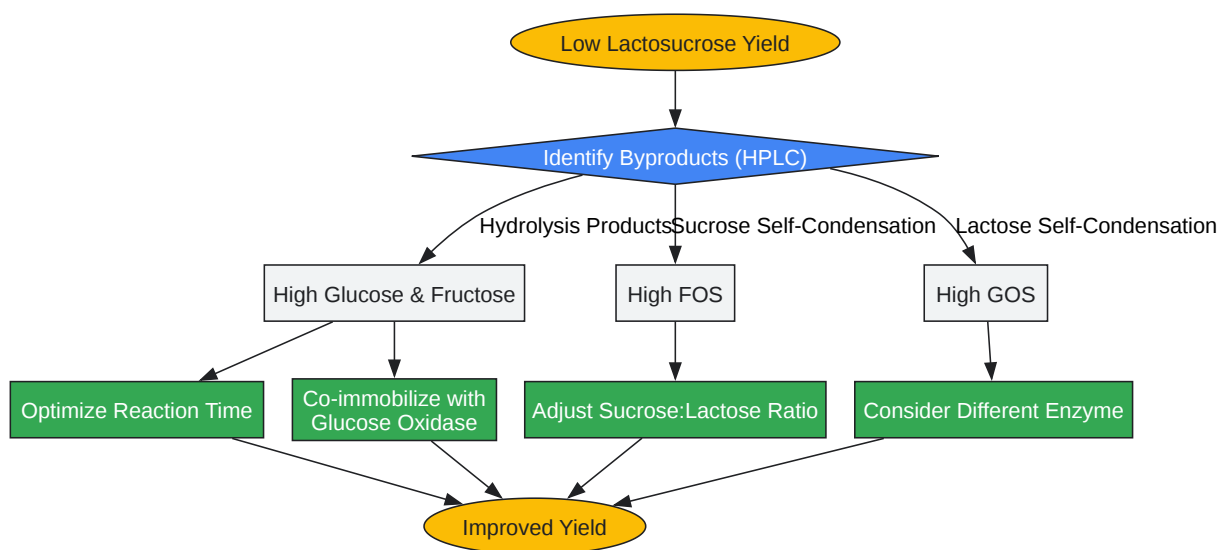 Low Lactosucrose Yield
Identify Byproducts (HPLC)
Hydrolysis Products
Sucrose Self-Condensation
Lactose Self-Condensation
High Glucose & Fructose
High FOS
High GOS
Optimize Reaction Time
Co-immobilize with
Glucose Oxidase
Adjust Sucrose:Lactose Ratio
Consider Different Enzyme
Improved Yield